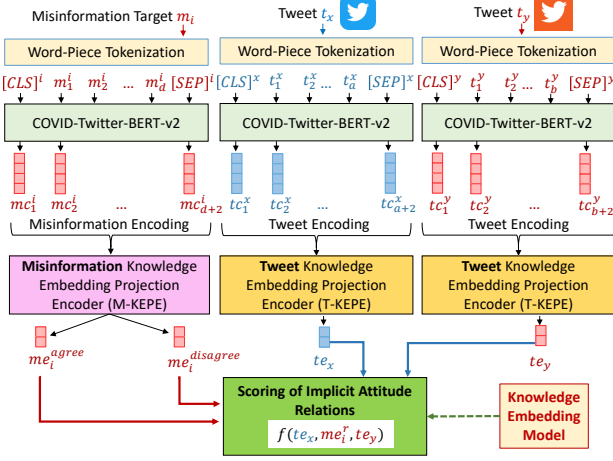 Misinformation Target m_i
Tweet t_x
Tweet t_y
Word-Piece Tokenization
Word-Piece Tokenization
Word-Piece Tokenization
[CLS]^i m_1^i m_2^i ... m_d^i [SEP]^i
[CLS]^x t_1^x t_2^x ... t_a^x [SEP]^x
[CLS]^y t_1^y t_2^y ... t_b^y [SEP]^y
COVID-Twitter-BERT-v2
COVID-Twitter-BERT-v2
COVID-Twitter-BERT-v2
mc_1^i mc_2^i ... mc_{d+2}^i
tc_1^x tc_2^x ... tc_{a+2}^x
tc_1^y tc_2^y ... tc_{b+2}^y
Misinformation Encoding
Tweet Encoding
Tweet Encoding
Misinformation Knowledge
Embedding Projection
Encoder (M-KEPE)
Tweet Knowledge
Embedding Projection
Encoder (T-KEPE)
Tweet Knowledge
Embedding Projection
Encoder (T-KEPE)
me_i^{agree}
me_i^{disagree}
te_x
te_y
Scoring of Implicit Attitude
Relations
f(te_x, me_i^r, te_y)
Knowledge
Embedding
Model